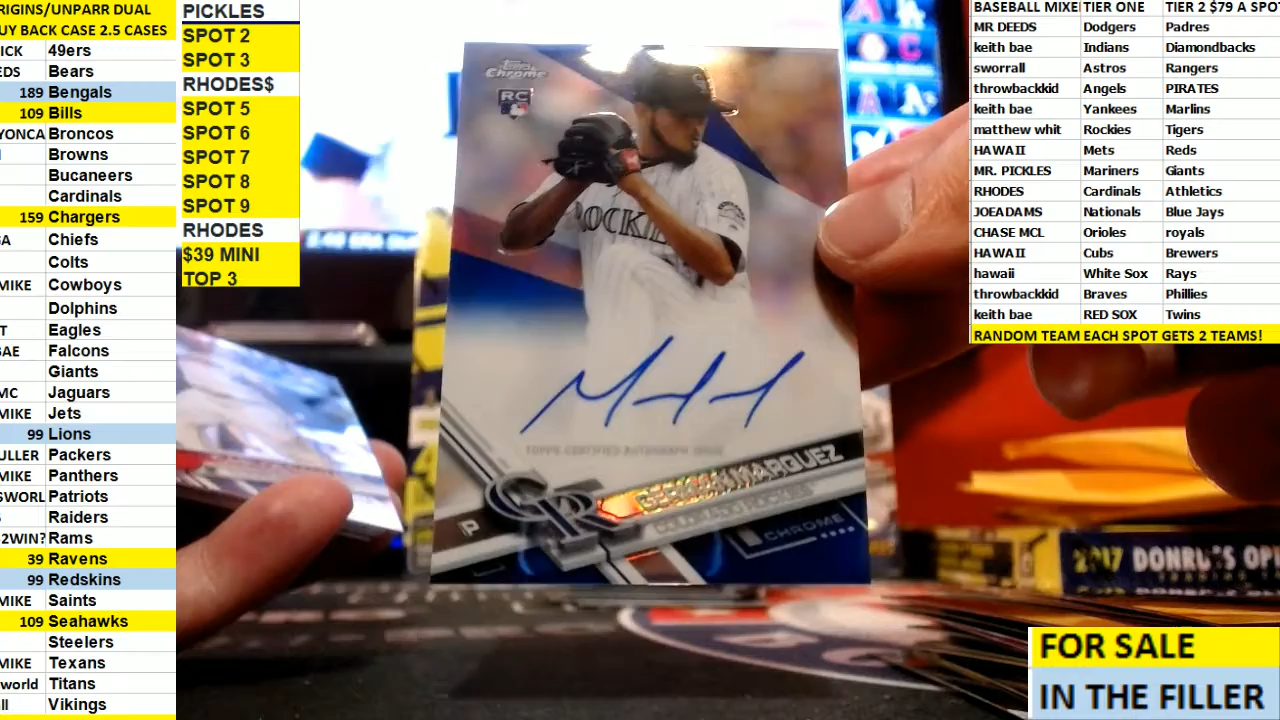 RIGINS/UNPARR DUAL
UY BACK CASE 2.5 CASES
ICK 49ers
EDS Bears
189 Bengals
109 Bills
YONCA Broncos
Browns
Bucaneers
Cardinals
159 Chargers
GA Chiefs
Colts
MIKE Cowboys
Dolphins
T Eagles
BAE Falcons
Giants
MC Jaguars
MIKE Jets
99 Lions
ULLER Packers
MIKE Panthers
SWORL Patriots
Raiders
2WIN? Rams
39 Ravens
99 Redskins
MIKE Saints
109 Seahawks
Steelers
MIKE Texans
world Titans
ll Vikings
PICKLES
SPOT 2
SPOT 3
RHODES$
SPOT 5
SPOT 6
SPOT 7
SPOT 8
SPOT 9
RHODES
$39 MINI
TOP 3
Topps
Chrome
RC
ROCKIE
TOPPS CERTIFIED AUTOGRAPH ISSUE
GERMAN MARQUEZ
CR
P
CHROME
BASEBALL MIXE TIER ONE TIER 2 $79 A SPOT
MR DEEDS Dodgers Padres
keith bae Indians Diamondbacks
sworrall Astros Rangers
throwbackkid Angels PIRATES
keith bae Yankees Marlins
matthew whit Rockies Tigers
HAWAII Mets Reds
MR. PICKLES Mariners Giants
RHODES Cardinals Athletics
JOEADAMS Nationals Blue Jays
CHASE MCL Orioles royals
HAWAII Cubs Brewers
hawaii White Sox Rays
throwbackkid Braves Phillies
keith bae RED SOX Twins
RANDOM TEAM EACH SPOT GETS 2 TEAMS!
2017 DONRUSS OP
FOR SALE
IN THE FILLER